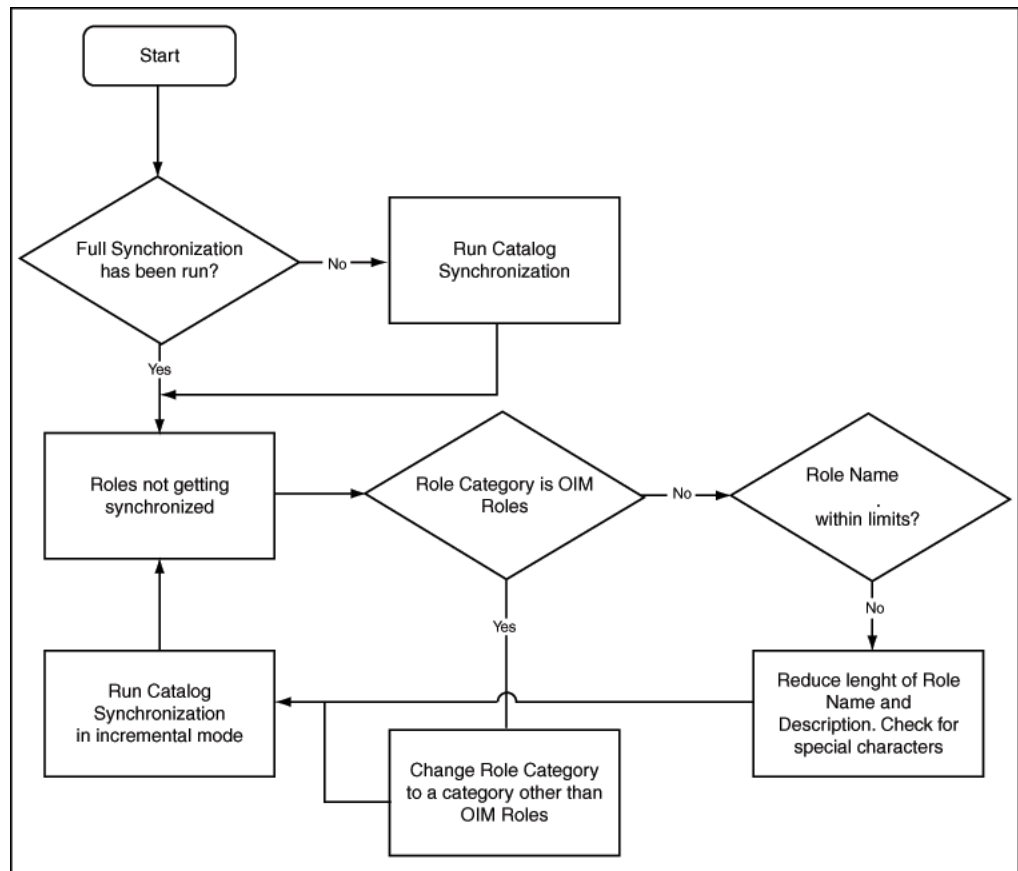 Start
Full Synchronization
has been run?
No
Run Catalog
Synchronization
Yes
Roles not getting
synchronized
Role Category is OIM
Roles
No
Role Name
.
within limits?
Yes
No
Run Catalog
Synchronization
in incremental mode
Change Role Category
to a category other than
OIM Roles
Reduce lenght of Role
Name and
Description. Check for
special characters